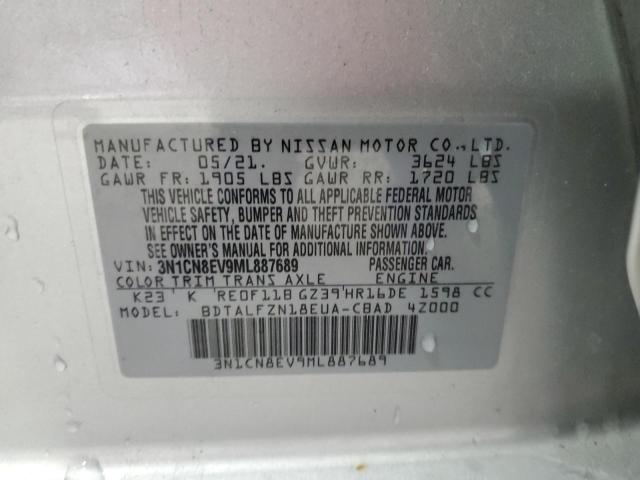 MANUFACTURED BY NISSAN MOTOR CO., LTD.
DATE: 05/21. GVWR: 3624 LBS
GAWR FR: 1905 LBS GAWR RR: 1720 LBS
THIS VEHICLE CONFORMS TO ALL APPLICABLE FEDERAL MOTOR
VEHICLE SAFETY, BUMPER AND THEFT PREVENTION STANDARDS
IN EFFECT ON THE DATE OF MANUFACTURE SHOWN ABOVE.
SEE OWNER'S MANUAL FOR ADDITIONAL INFORMATION.
VIN: 3N1CN8EV9ML887689 PASSENGER CAR.
COLOR TRIM TRANS AXLE ENGINE
K23 K RE0F11B GZ39 HR16DE 1598 CC
MODEL: BDTALFZN18EUA-CBAD 4Z000
3N1CN8EV9ML887689